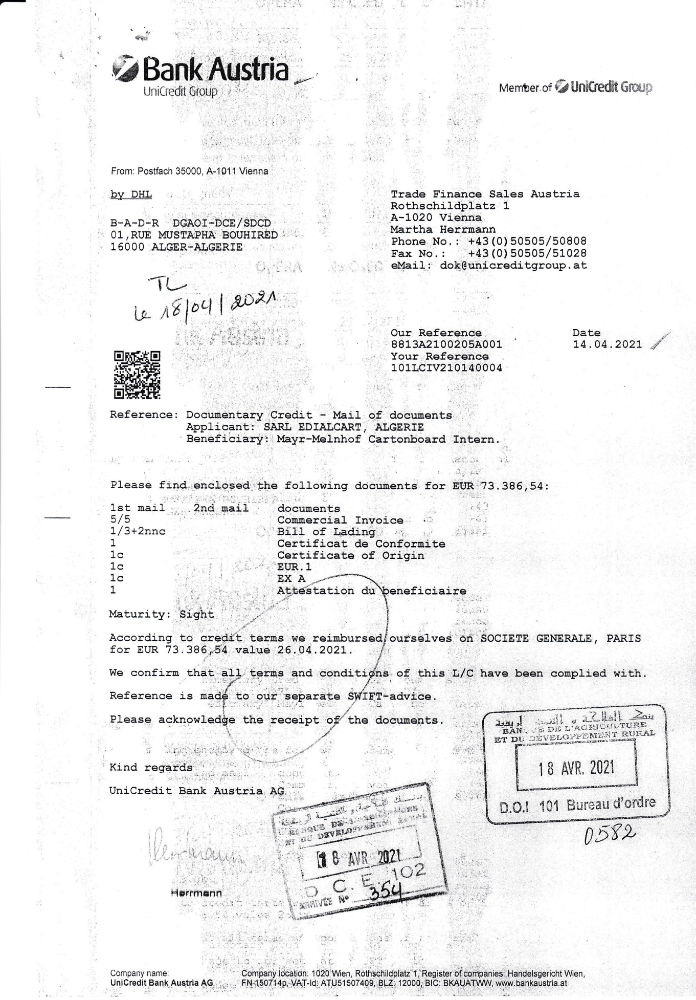 Bank Austria
UniCredit Group
Member of UniCredit Group
From: Postfach 35000, A-1011 Vienna
by DHL
B-A-D-R DGAOI-DCE/SDCD
01,RUE MUSTAPHA BOUHIRED
16000 ALGER-ALGERIE
Trade Finance Sales Austria
Rothschildplatz 1
A-1020 Vienna
Martha Herrmann
Phone No.: +43(0)50505/50808
Fax No.: +43(0)50505/51028
eMail: dok@unicreditgroup.at
TL
le 18/04/2021
Our Reference Date
8813A2100205A001 14.04.2021
Your Reference
101LCIV210140004
Reference: Documentary Credit - Mail of documents
Applicant: SARL EDIALCART, ALGERIE
Beneficiary: Mayr-Melnhof Cartonboard Intern.
Please find enclosed the following documents for EUR 73.386,54:
1st mail 2nd mail documents
5/5 Commercial Invoice
1/3+2nnc Bill of Lading
1 Certificat de Conformite
1c Certificate of Origin
1c EUR.1
1c EX A
1 Attestation du beneficiaire
Maturity: Sight
According to credit terms we reimbursed ourselves on SOCIETE GENERALE, PARIS
for EUR 73.386,54 value 26.04.2021.
We confirm that all terms and conditions of this L/C have been complied with.
Reference is made to our separate SWIFT-advice.
Please acknowledge the receipt of the documents.
Kind regards
UniCredit Bank Austria AG
Herrmann
Herrmann
بنك الفلاحة و التنمية الريفية
BANQUE DE L'AGRICULTURE
ET DU DEVELOPPEMENT RURAL
18 AVR. 2021
D.O.I 101 Bureau d'ordre
0582
بنك الفلاحة و التنمية الريفية
BANQUE DE
ET DU DEVELOPPEMENT RURAL
18 AVR 2021
D C. E. 102
ARRIVÉE N° 354
Company name:
UniCredit Bank Austria AG
Company location: 1020 Wien, Rothschildplatz 1, Register of companies: Handelsgericht Wien,
FN 150714p, VAT-Id: ATU51507409, BLZ: 12000, BIC: BKAUATWW, www.bankaustria.at